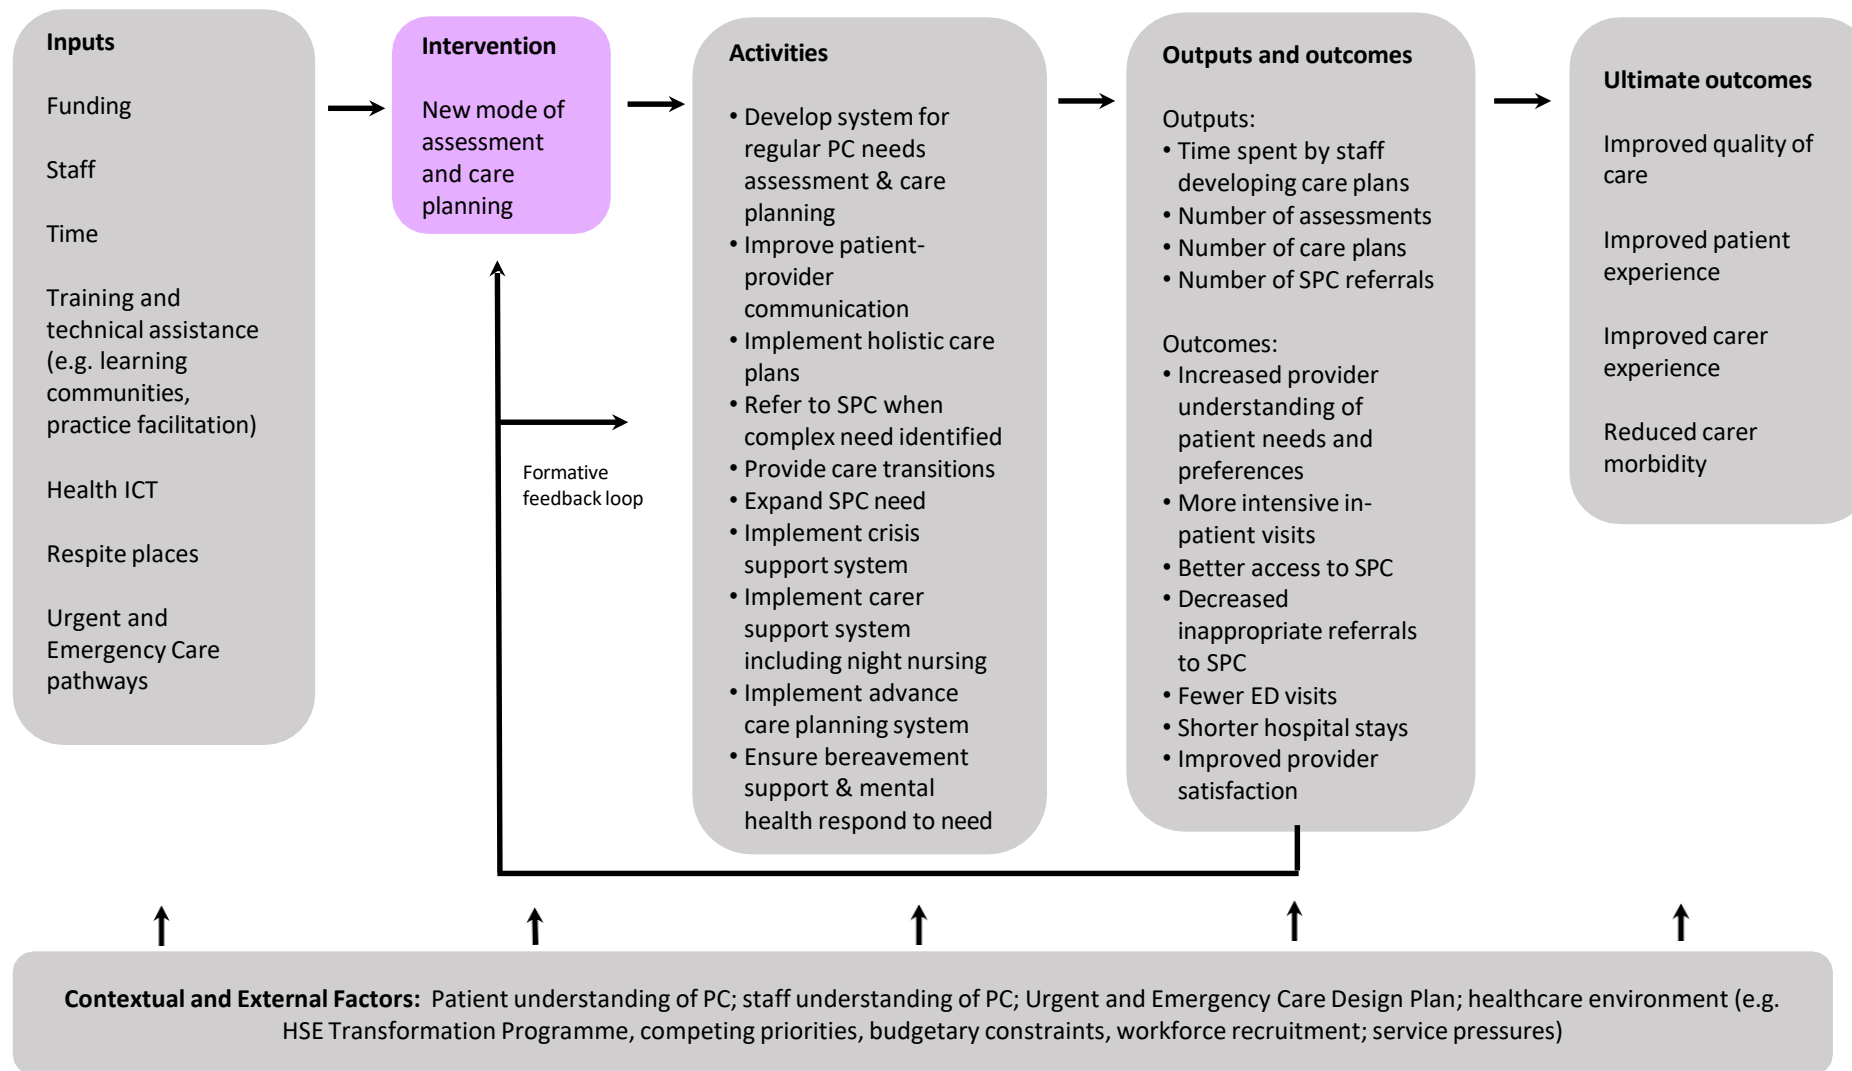 Inputs
Funding
Staff
Time
Training and
technical assistance
(e.g. learning
communities,
practice facilitation)
Health ICT
Respite places
Urgent and
Emergency Care
pathways
Intervention
New mode of
assessment
and care
planning
Formative
feedback loop
Activities
• Develop system for
regular PC needs
assessment & care
planning
• Improve patient-
provider
communication
• Implement holistic care
plans
• Refer to SPC when
complex need identified
• Provide care transitions
• Expand SPC need
• Implement crisis
support system
• Implement carer
support system
including night nursing
• Implement advance
care planning system
• Ensure bereavement
support & mental
health respond to need
Outputs and outcomes
Outputs:
• Time spent by staff
developing care plans
• Number of assessments
• Number of care plans
• Number of SPC referrals
Outcomes:
• Increased provider
understanding of
patient needs and
preferences
• More intensive in-
patient visits
• Better access to SPC
• Decreased
inappropriate referrals
to SPC
• Fewer ED visits
• Shorter hospital stays
• Improved provider
satisfaction
Ultimate outcomes
Improved quality of
care
Improved patient
experience
Improved carer
experience
Reduced carer
morbidity
Contextual and External Factors: Patient understanding of PC; staff understanding of PC; Urgent and Emergency Care Design Plan; healthcare environment (e.g.
HSE Transformation Programme, competing priorities, budgetary constraints, workforce recruitment; service pressures)